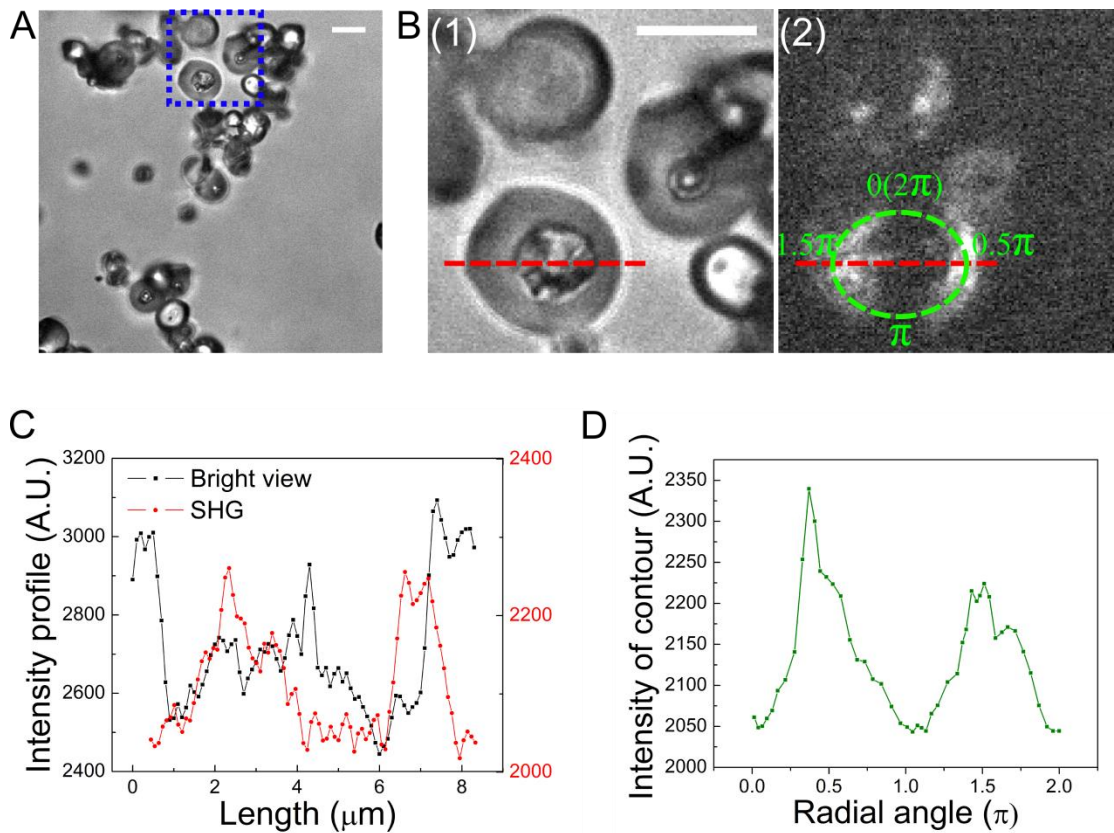 A
B
(1)
(2)
0(2π)
1.5π
0.5π
π
C
Intensity profile (A.U.)
3200
3000
2800
2600
2400
Bright view
SHG
2400
2200
2000
0
2
4
6
8
Length (μm)
D
Intensity of contour (A.U.)
2350
2300
2250
2200
2150
2100
2050
2000
0.0
0.5
1.0
1.5
2.0
Radial angle (π)